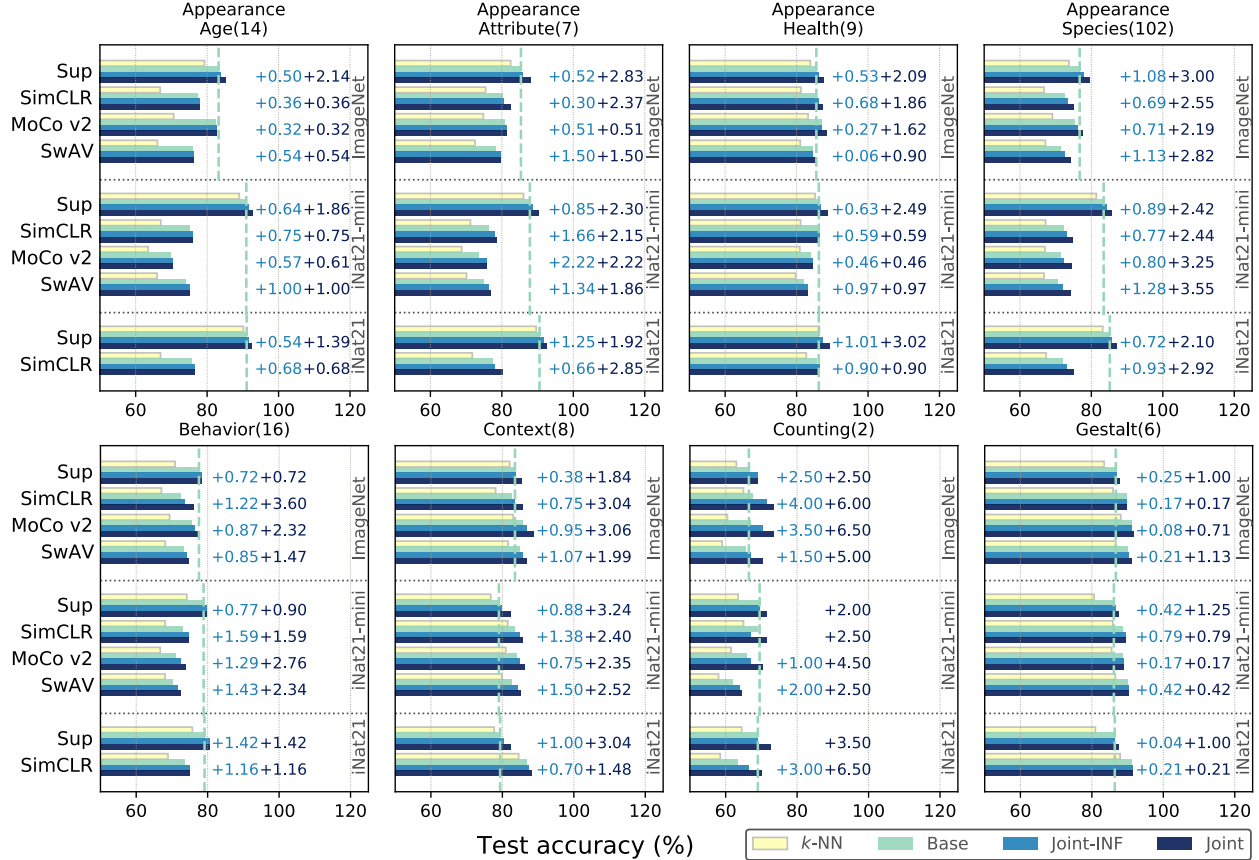 Appearance
Age(14)
Appearance
Attribute(7)
Appearance
Health(9)
Appearance
Species(102)
Sup
SimCLR
MoCo v2
SwAV
+0.50 +2.14
+0.36 +0.36
+0.32 +0.32
+0.54 +0.54
ImageNet
+0.52 +2.83
+0.30 +2.37
+0.51 +0.51
+1.50 +1.50
ImageNet
+0.53 +2.09
+0.68 +1.86
+0.27 +1.62
+0.06 +0.90
ImageNet
+1.08 +3.00
+0.69 +2.55
+0.71 +2.19
+1.13 +2.82
ImageNet
Sup
SimCLR
MoCo v2
SwAV
+0.64 +1.86
+0.75 +0.75
+0.57 +0.61
+1.00 +1.00
iNat21-mini
+0.85 +2.30
+1.66 +2.15
+2.22 +2.22
+1.34 +1.86
iNat21-mini
+0.63 +2.49
+0.59 +0.59
+0.46 +0.46
+0.97 +0.97
iNat21-mini
+0.89 +2.42
+0.77 +2.44
+0.80 +3.25
+1.28 +3.55
iNat21-mini
Sup
SimCLR
+0.54 +1.39
+0.68 +0.68
iNat21
+1.25 +1.92
+0.66 +2.85
iNat21
+1.01 +3.02
+0.90 +0.90
iNat21
+0.72 +2.10
+0.93 +2.92
iNat21
60 80 100 120
60 80 100 120
60 80 100 120
60 80 100 120
Behavior(16)
Context(8)
Counting(2)
Gestalt(6)
Sup
SimCLR
MoCo v2
SwAV
+0.72 +0.72
+1.22 +3.60
+0.87 +2.32
+0.85 +1.47
ImageNet
+0.38 +1.84
+0.75 +3.04
+0.95 +3.06
+1.07 +1.99
ImageNet
+2.50 +2.50
+4.00 +6.00
+3.50 +6.50
+1.50 +5.00
ImageNet
+0.25 +1.00
+0.17 +0.17
+0.08 +0.71
+0.21 +1.13
ImageNet
Sup
SimCLR
MoCo v2
SwAV
+0.77 +0.90
+1.59 +1.59
+1.29 +2.76
+1.43 +2.34
iNat21-mini
+0.88 +3.24
+1.38 +2.40
+0.75 +2.35
+1.50 +2.52
iNat21-mini
+2.00
+2.50
+1.00 +4.50
+2.00 +2.50
iNat21-mini
+0.42 +1.25
+0.79 +0.79
+0.17 +0.17
+0.42 +0.42
iNat21-mini
Sup
SimCLR
+1.42 +1.42
+1.16 +1.16
iNat21
+1.00 +3.04
+0.70 +1.48
iNat21
+3.50
+3.00 +6.50
iNat21
+0.04 +1.00
+0.21 +0.21
iNat21
60 80 100 120
60 80 100 120
60 80 100 120
60 80 100 120
Test accuracy (%)
k-NN
Base
Joint-INF
Joint